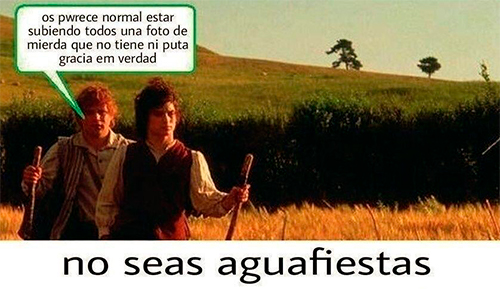 os pwrece normal estar
subiendo todos una foto de
mierda que no tiene ni puta
gracia em verdad
no seas aguafiestas